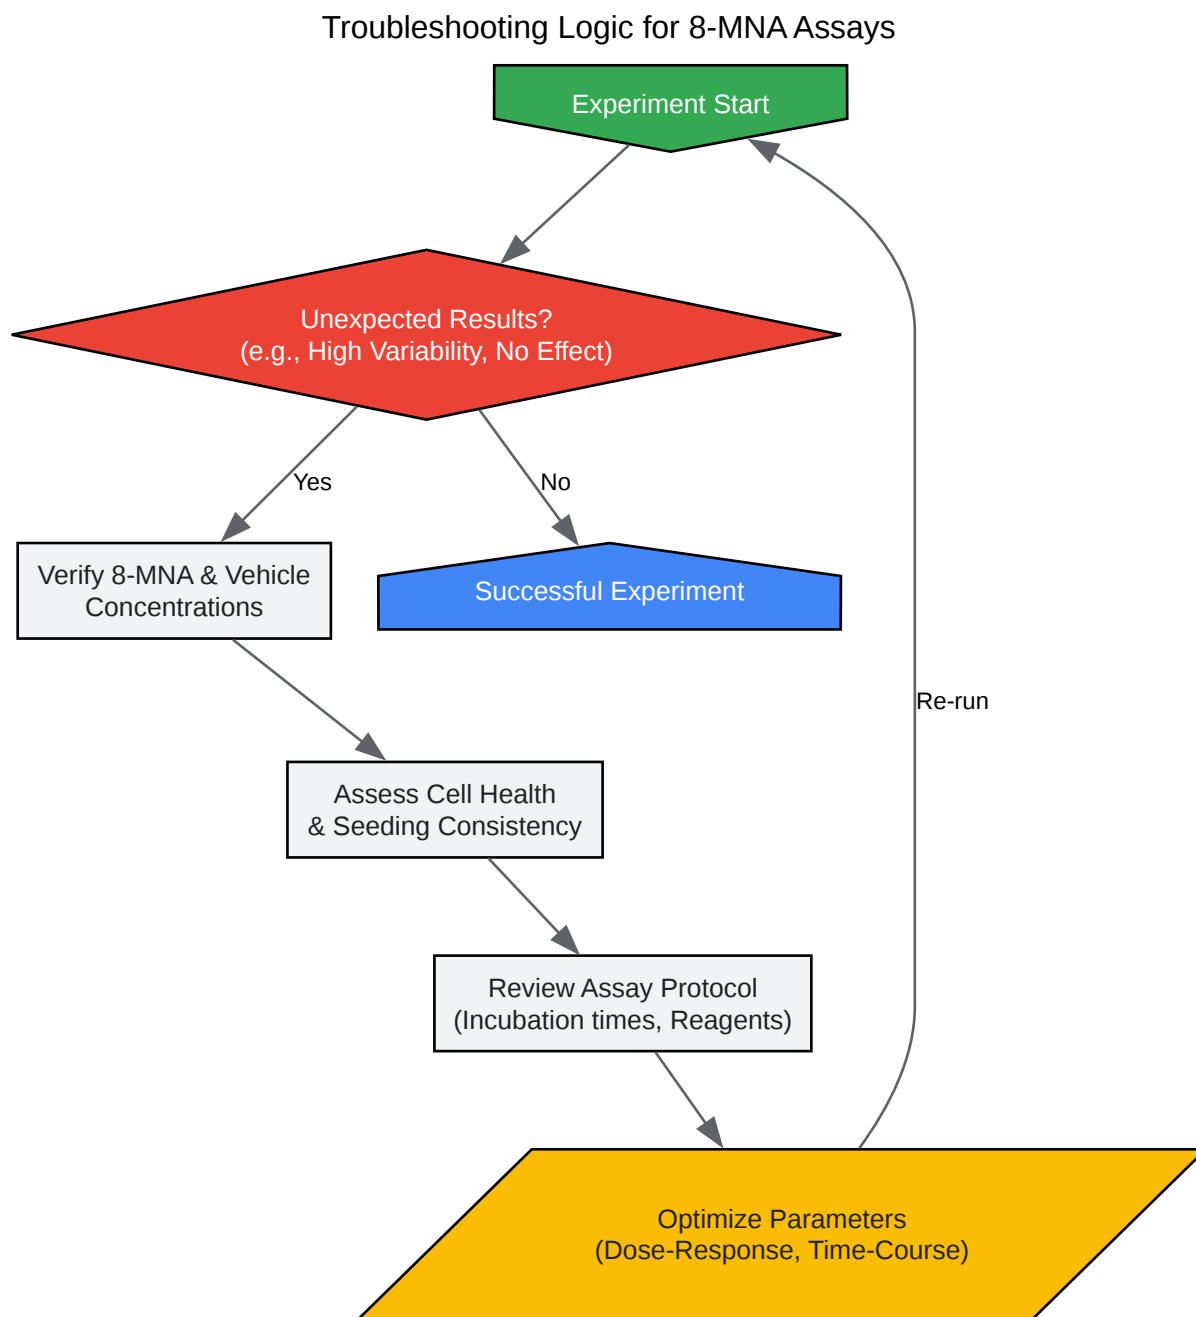 Troubleshooting Logic for 8-MNA Assays
Experiment Start
Unexpected Results?
(e.g., High Variability, No Effect)
Yes
No
Verify 8-MNA & Vehicle
Concentrations
Successful Experiment
Re-run
Assess Cell Health
& Seeding Consistency
Review Assay Protocol
(Incubation times, Reagents)
Optimize Parameters
(Dose-Response, Time-Course)